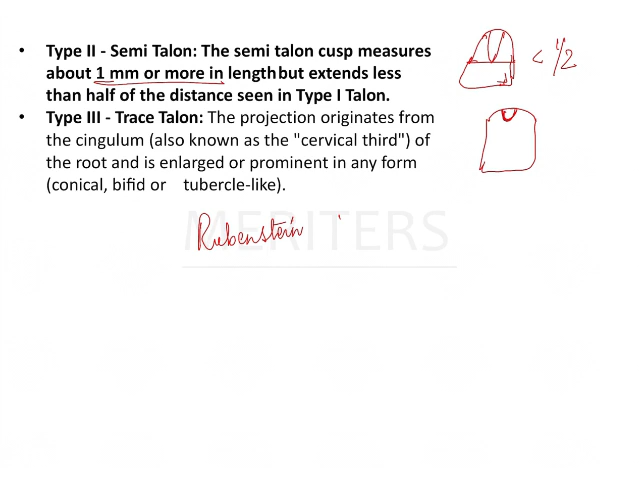 • Type II - Semi Talon: The semi talon cusp measures
about 1 mm or more in length but extends less
than half of the distance seen in Type I Talon.
• Type III - Trace Talon: The projection originates from
the cingulum (also known as the "cervical third") of
the root and is enlarged or prominent in any form
(conical, bifid or tubercle-like).
< 1/2
MERITERS
Rubenstein